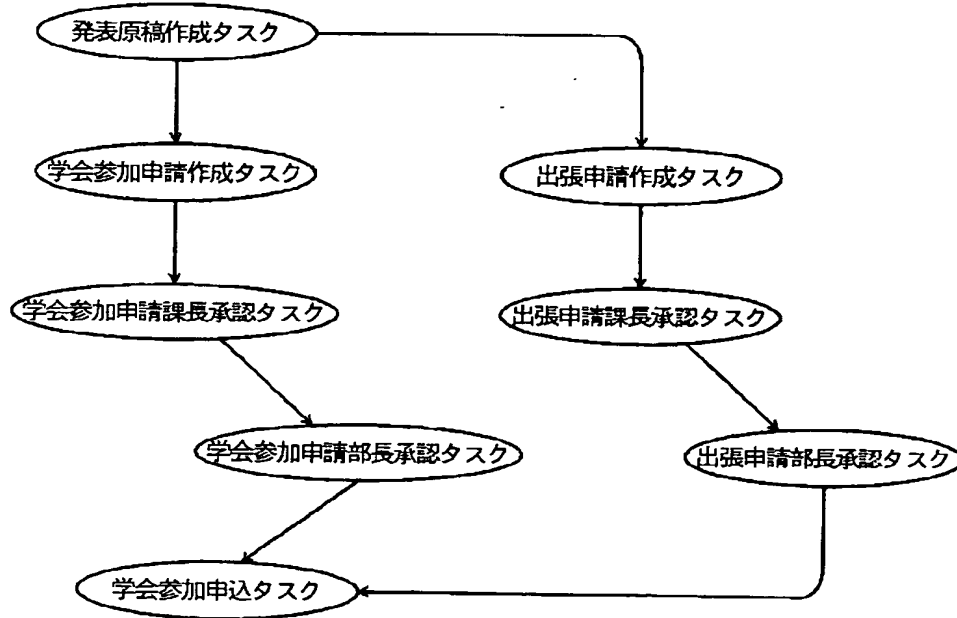 発表原稿作成タスク
学会参加申請作成タスク
出張申請作成タスク
学会参加申請課長承認タスク
出張申請課長承認タスク
学会参加申請部長承認タスク
出張申請部長承認タスク
学会参加申込タスク